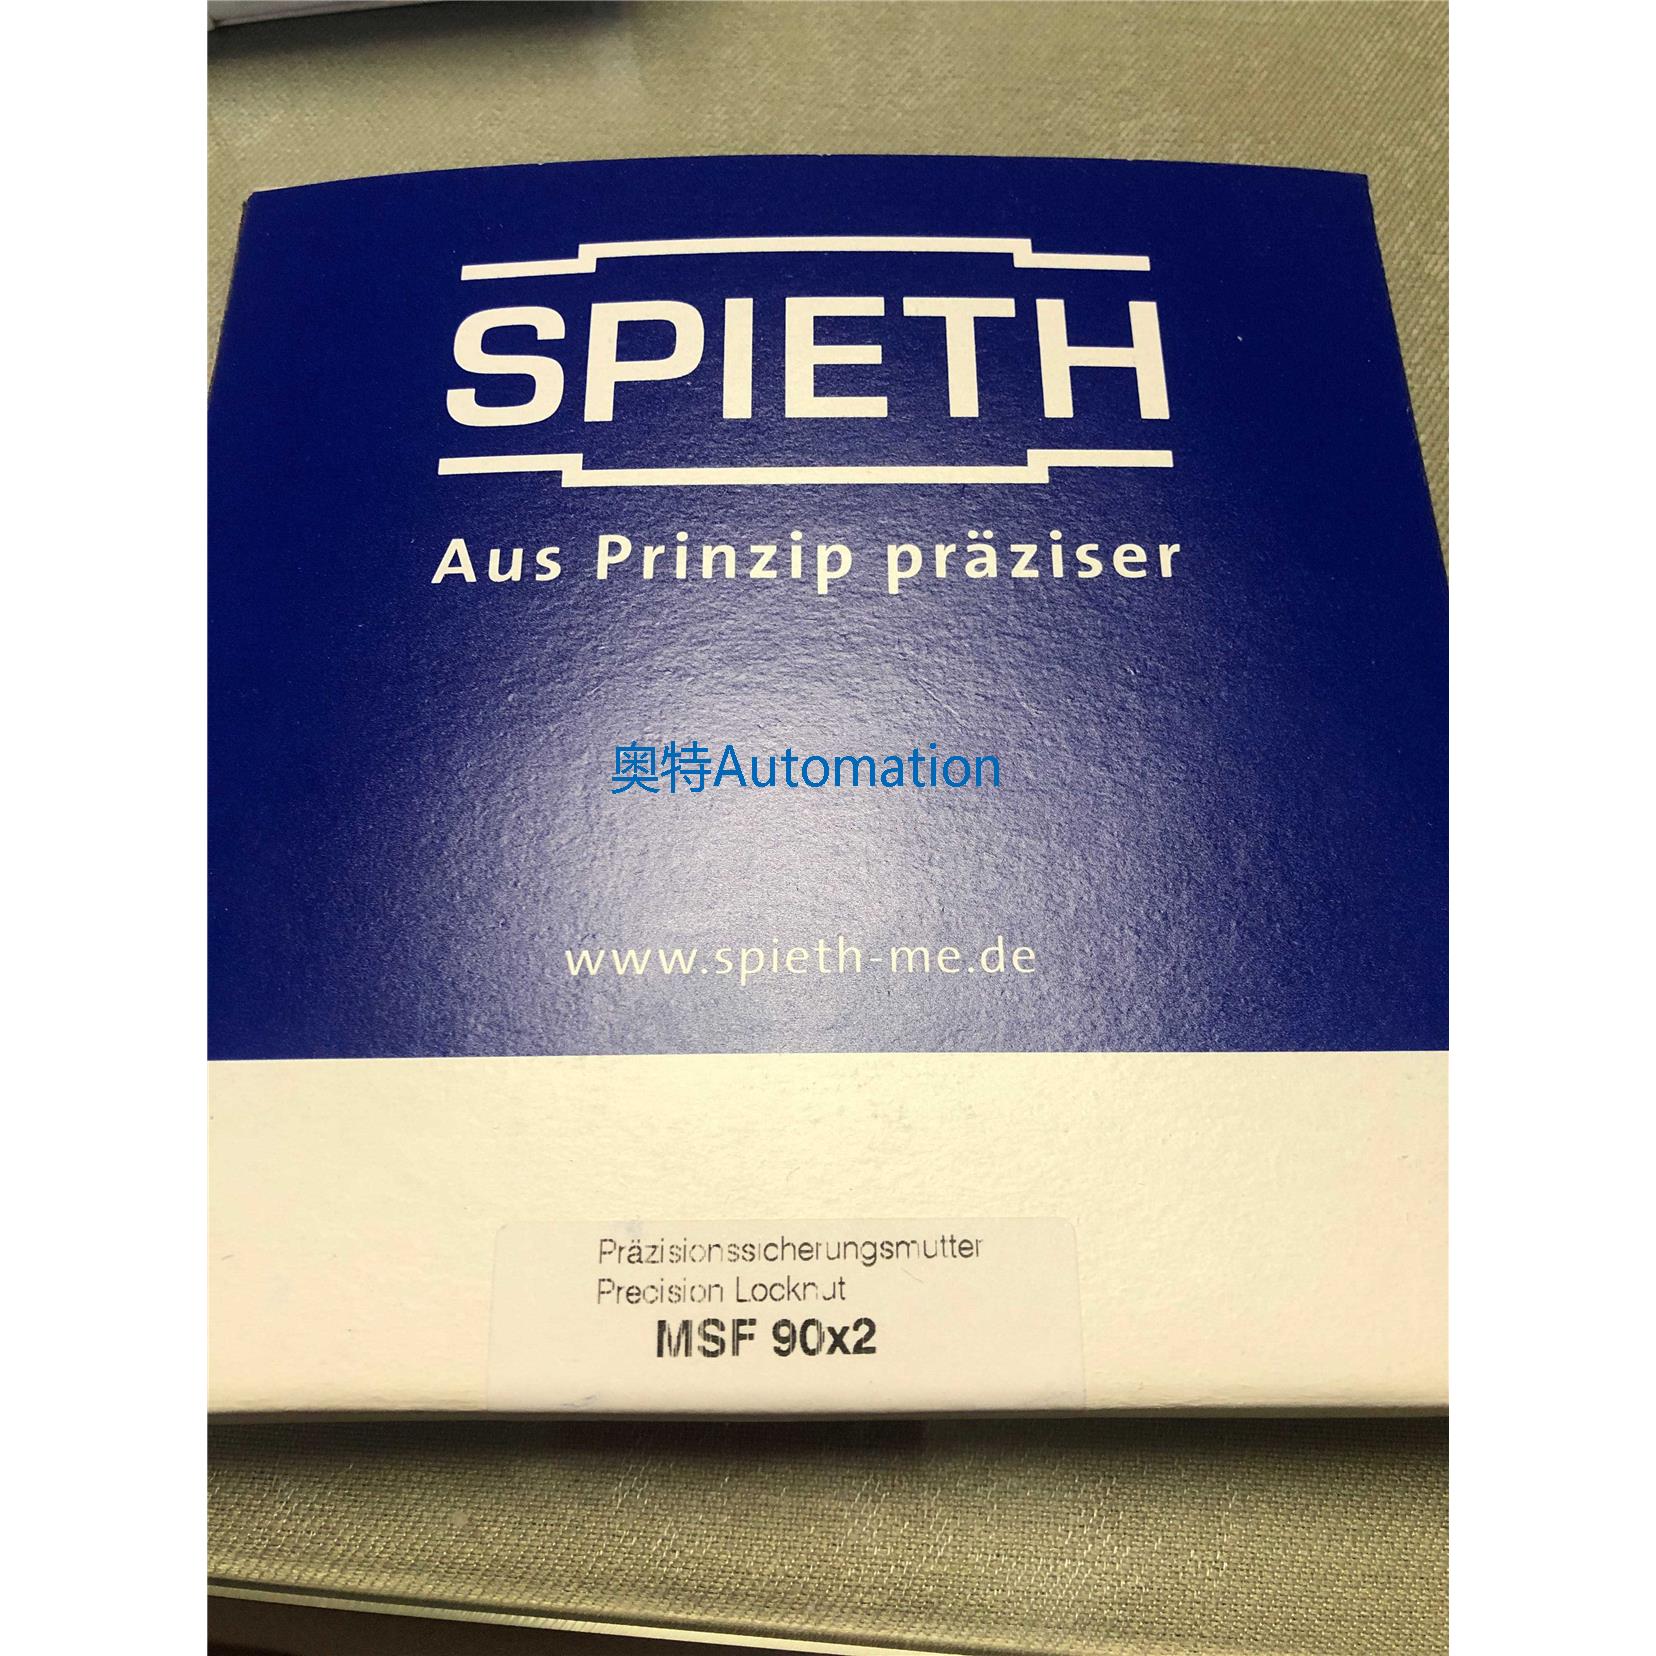 SPIETH
Aus Prinzip präziser
奥特Automation
www.spieth-me.de
Präzisionssicherungsmutter
Precision Locknut
MSF 90x2